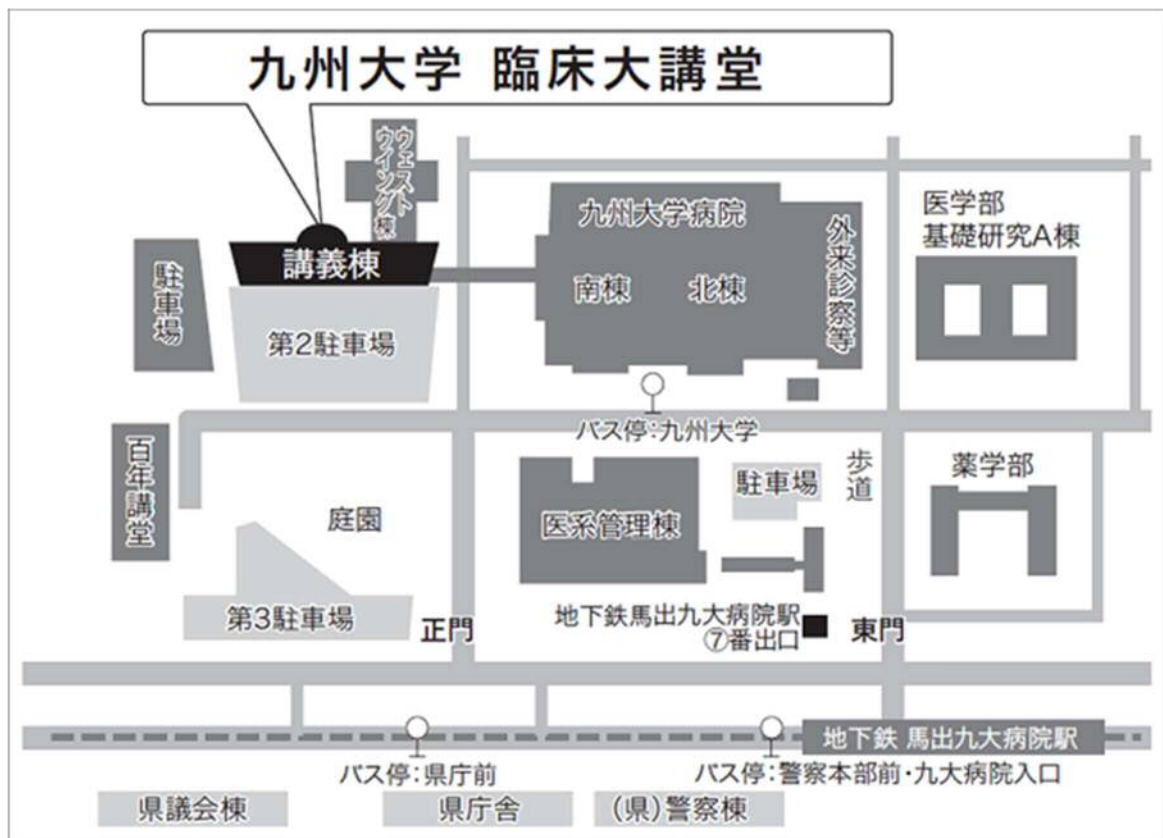 九州大学 臨床大講堂
ウエスト
ウイング棟
九州大学病院
南棟
北棟
外来診察等
医学部
基礎研究A棟
駐車場
講義棟
第2駐車場
バス停:九州大学
百年講堂
庭園
医系管理棟
駐車場
歩道
薬学部
第3駐車場
正門
地下鉄馬出九大病院駅
⑦番出口
東門
地下鉄 馬出九大病院駅
バス停:県庁前
バス停:警察本部前・九大病院入口
県議会棟
県庁舎
(県)警察棟